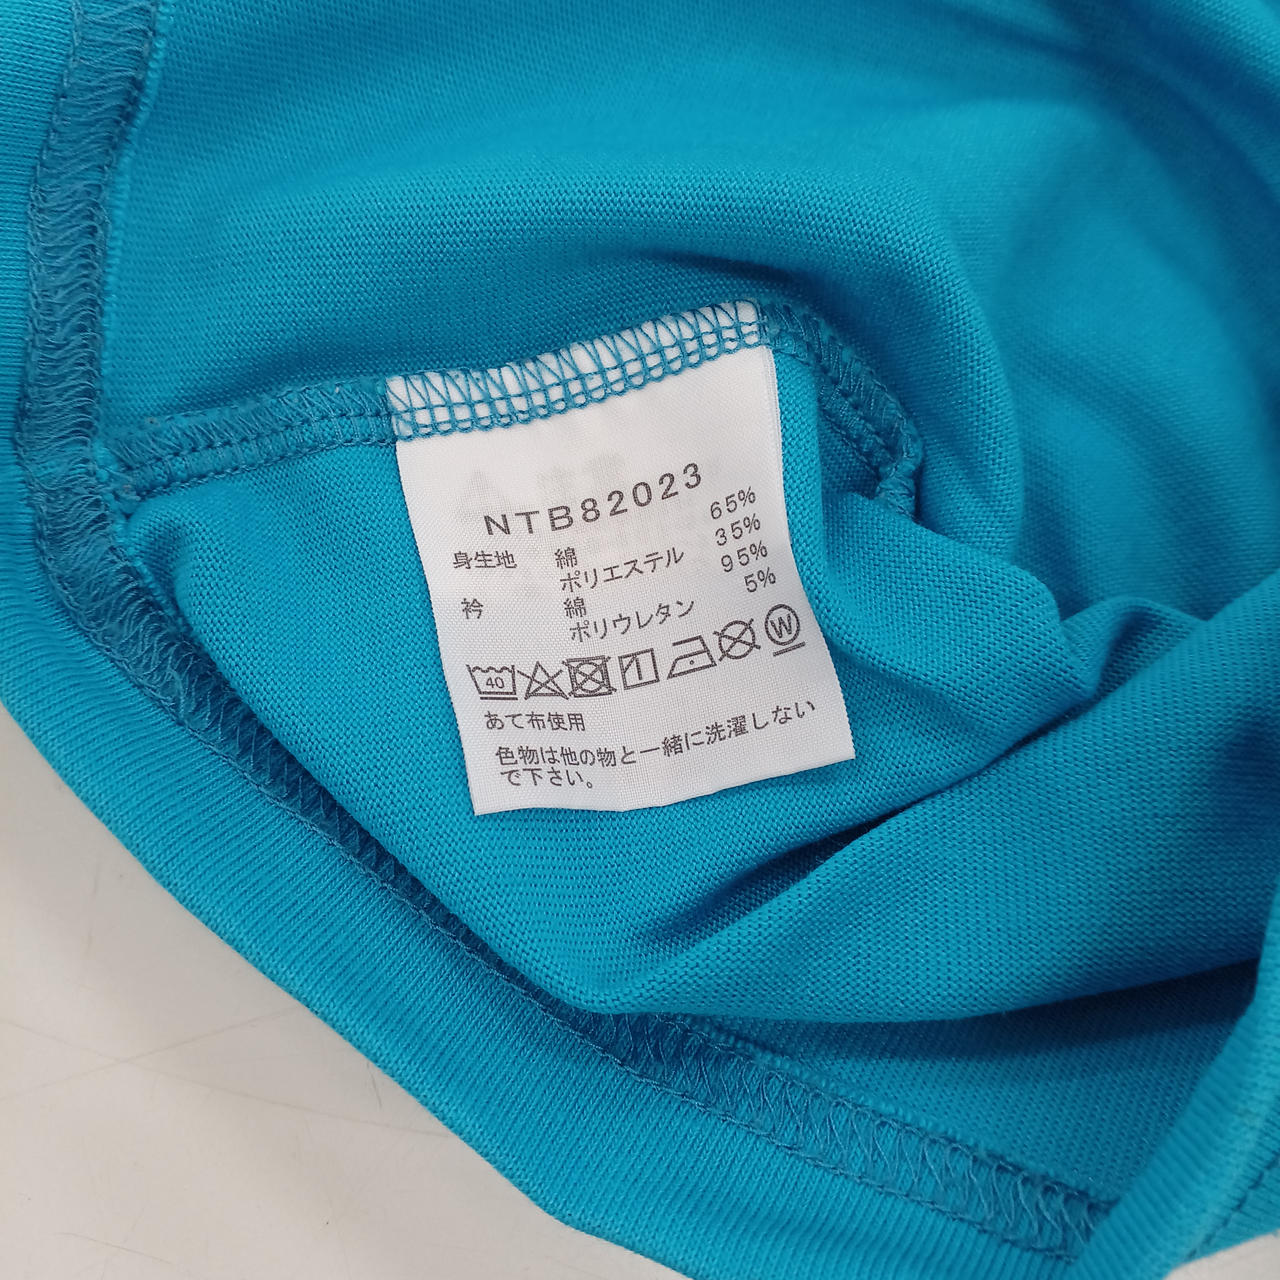 NTB82023
身生地 綿 65%
ポリエステル 35%
衿 綿 95%
ポリウレタン 5%
40 W
あて布使用
色物は他の物と一緒に洗濯しない
で下さい。